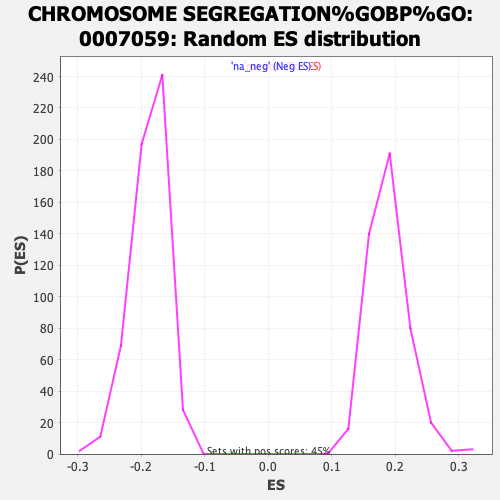 CHROMOSOME SEGREGATION%GOBP%GO:
0007059: Random ES distribution
'na_neg' (Neg ES)
ES)
240
220
200
180
160
140
120
100
80
60
40
20
0
P(ES)
Sets with pos scores: 45%
-0.3 -0.2 -0.1 0.0 0.1 0.2 0.3
ES